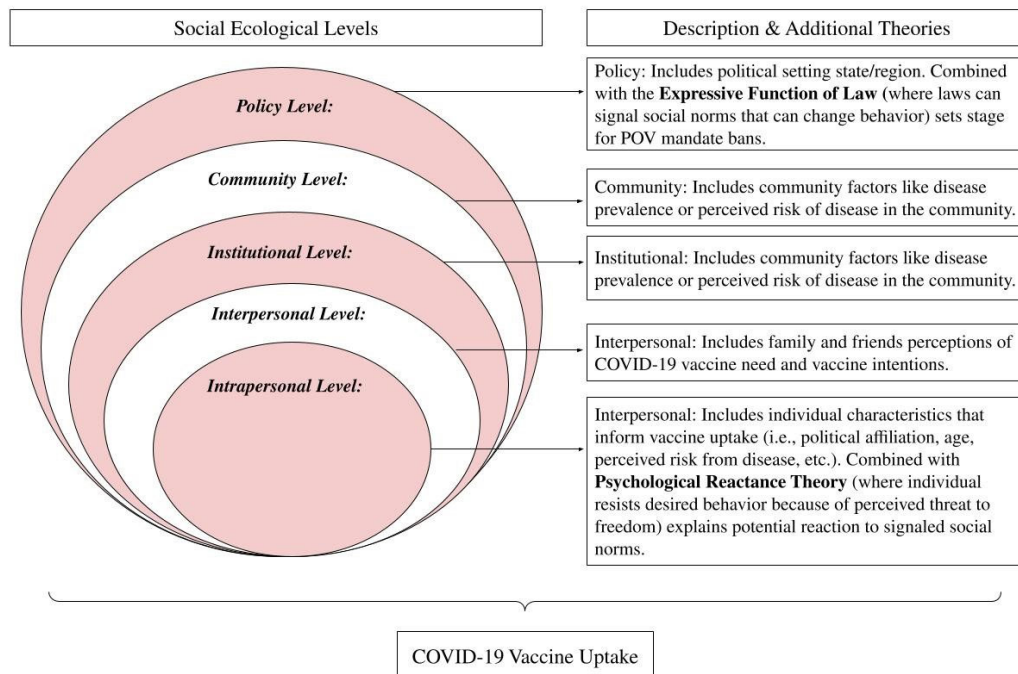 Social Ecological Levels
Description & Additional Theories
Policy Level:
Community Level:
Institutional Level:
Interpersonal Level:
Intrapersonal Level:
Policy: Includes political setting state/region. Combined
with the Expressive Function of Law (where laws can
signal social norms that can change behavior) sets stage
for POV mandate bans.
Community: Includes community factors like disease
prevalence or perceived risk of disease in the community.
Institutional: Includes community factors like disease
prevalence or perceived risk of disease in the community.
Interpersonal: Includes family and friends perceptions of
COVID-19 vaccine need and vaccine intentions.
Interpersonal: Includes individual characteristics that
inform vaccine uptake (i.e., political affiliation, age,
perceived risk from disease, etc.). Combined with
Psychological Reactance Theory (where individual
resists desired behavior because of perceived threat to
freedom) explains potential reaction to signaled social
norms.
COVID-19 Vaccine Uptake